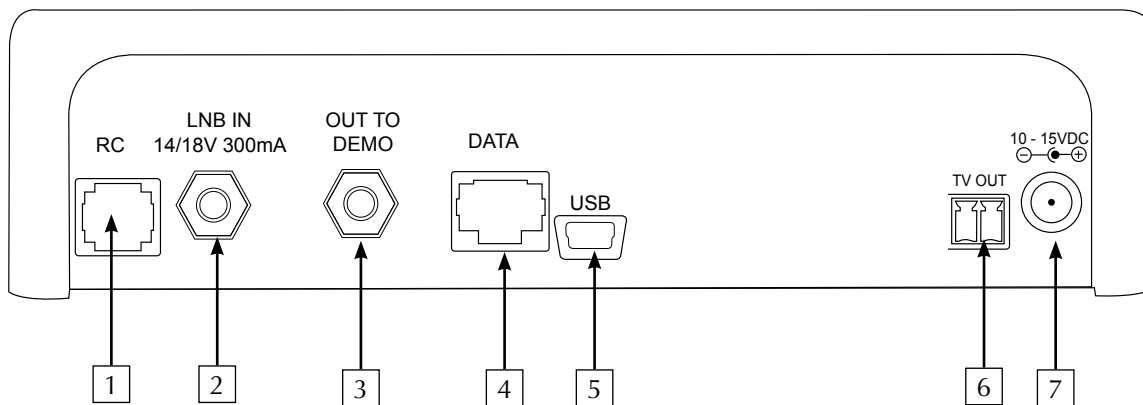 RC
LNB IN
14/18V 300mA
OUT TO
DEMO
DATA
USB
TV OUT
10 - 15VDC
1
2
3
4
5
6
7